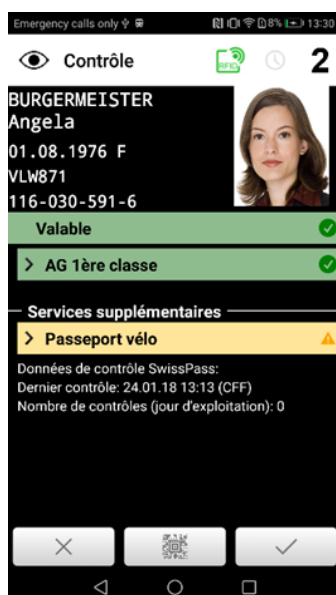 Emergency calls only 8% 13:30
Contrôle RFID 2
BURGERMEISTER
Angela
01.08.1976 F
VLW871
116-030-591-6
Valable
AG 1ère classe
Services supplémentaires
Passeport vélo
Données de contrôle SwissPass:
Dernier contrôle: 24.01.18 13:13 (CFF)
Nombre de contrôles (jour d'exploitation): 0